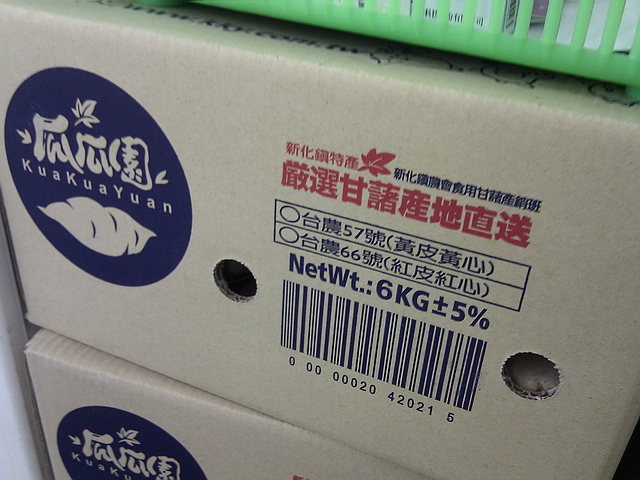 瓜瓜園
KuaKuaYuan
新化鎮特產
新化鎮農會食用甘藷產銷班
嚴選甘藷產地直送
○台農57號(黃皮黃心)
○台農66號(紅皮紅心)
NetWt.:6KG±5%
0 00 00020 42021 5
瓜瓜園